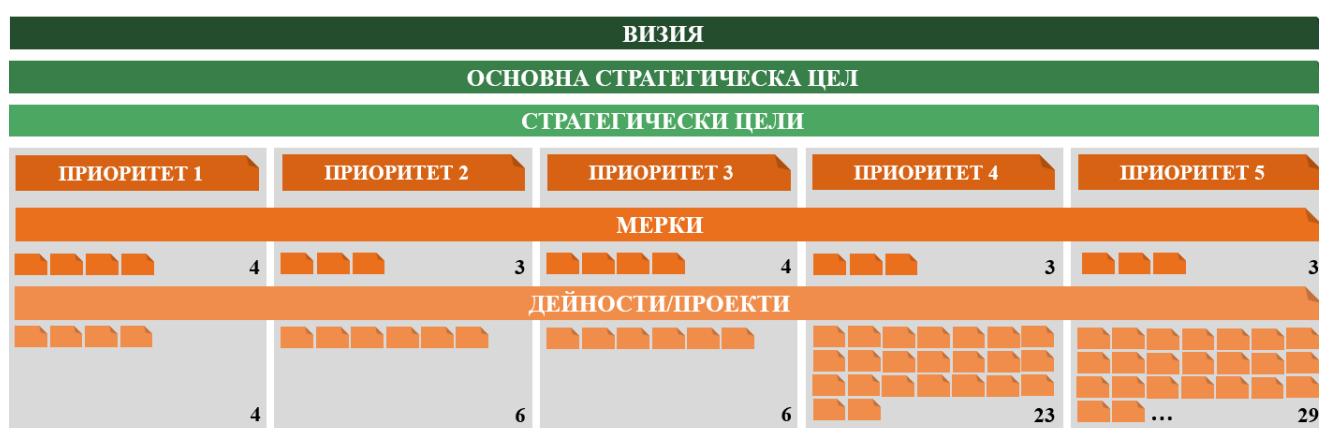 ВИЗИЯ
ОСНОВНА СТРАТЕГИЧЕСКА ЦЕЛ
СТРАТЕГИЧЕСКИ ЦЕЛИ
ПРИОРИТЕТ 1 ПРИОРИТЕТ 2 ПРИОРИТЕТ 3 ПРИОРИТЕТ 4 ПРИОРИТЕТ 5
МЕРКИ
4 3 4 3 3
ДЕЙНОСТИ/ПРОЕКТИ
4 6 6 23 ... 29